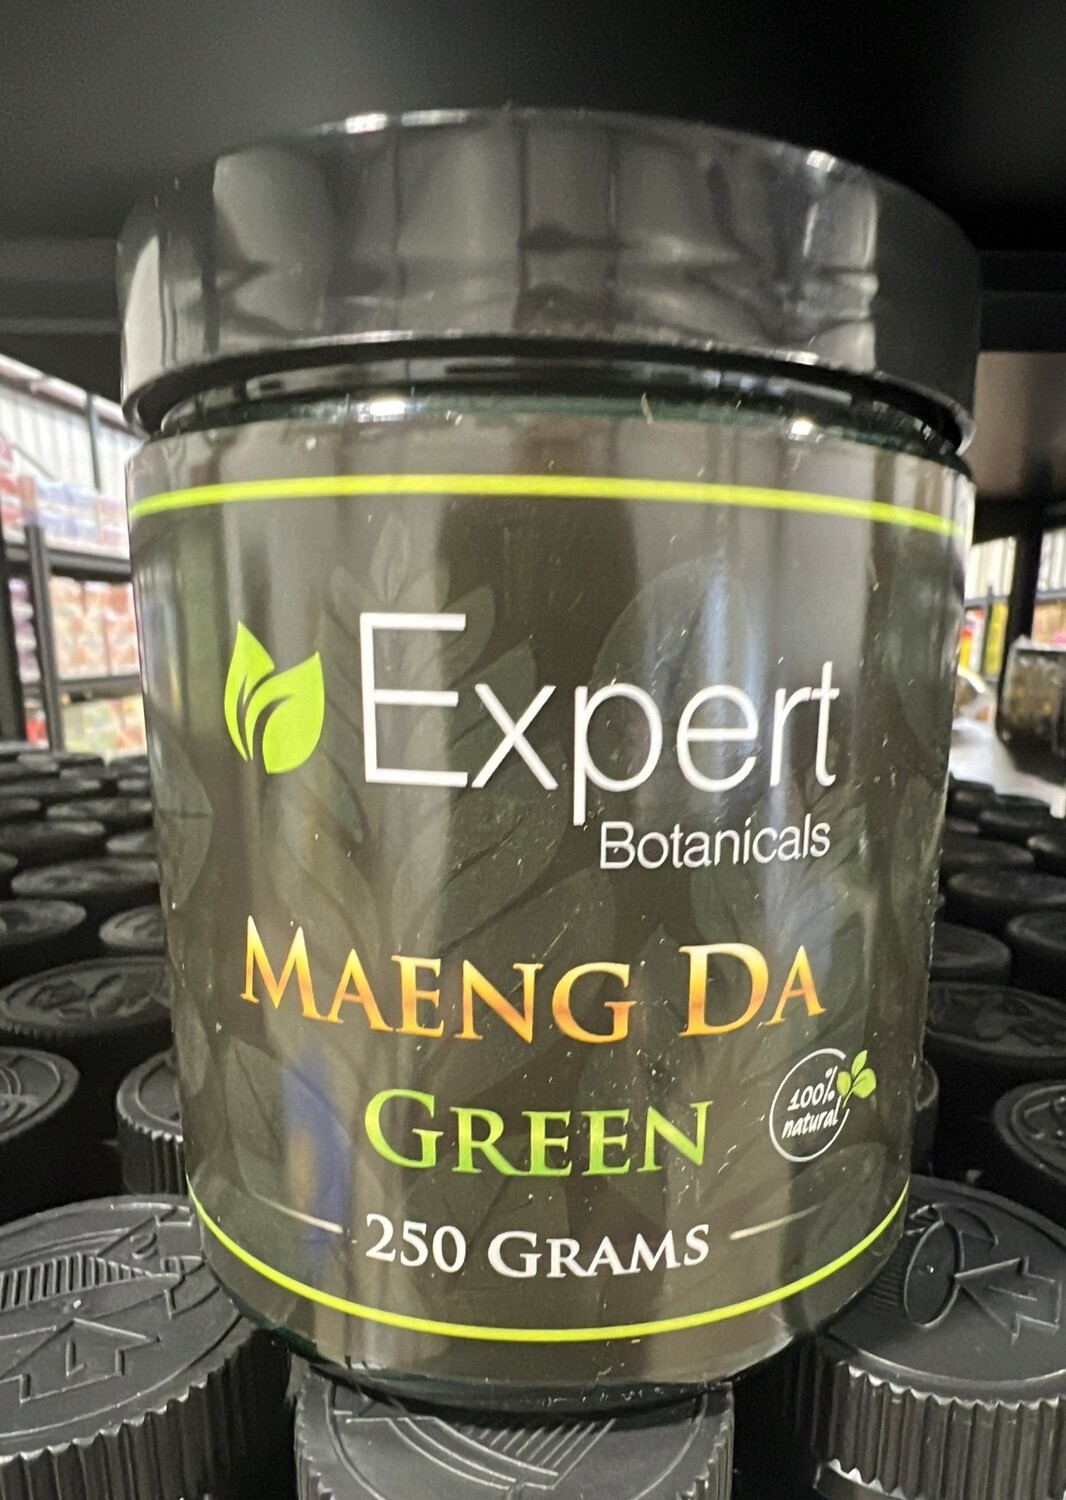 Expert
Botanicals
MAENG DA
GREEN
100%
natural
250 GRAMS